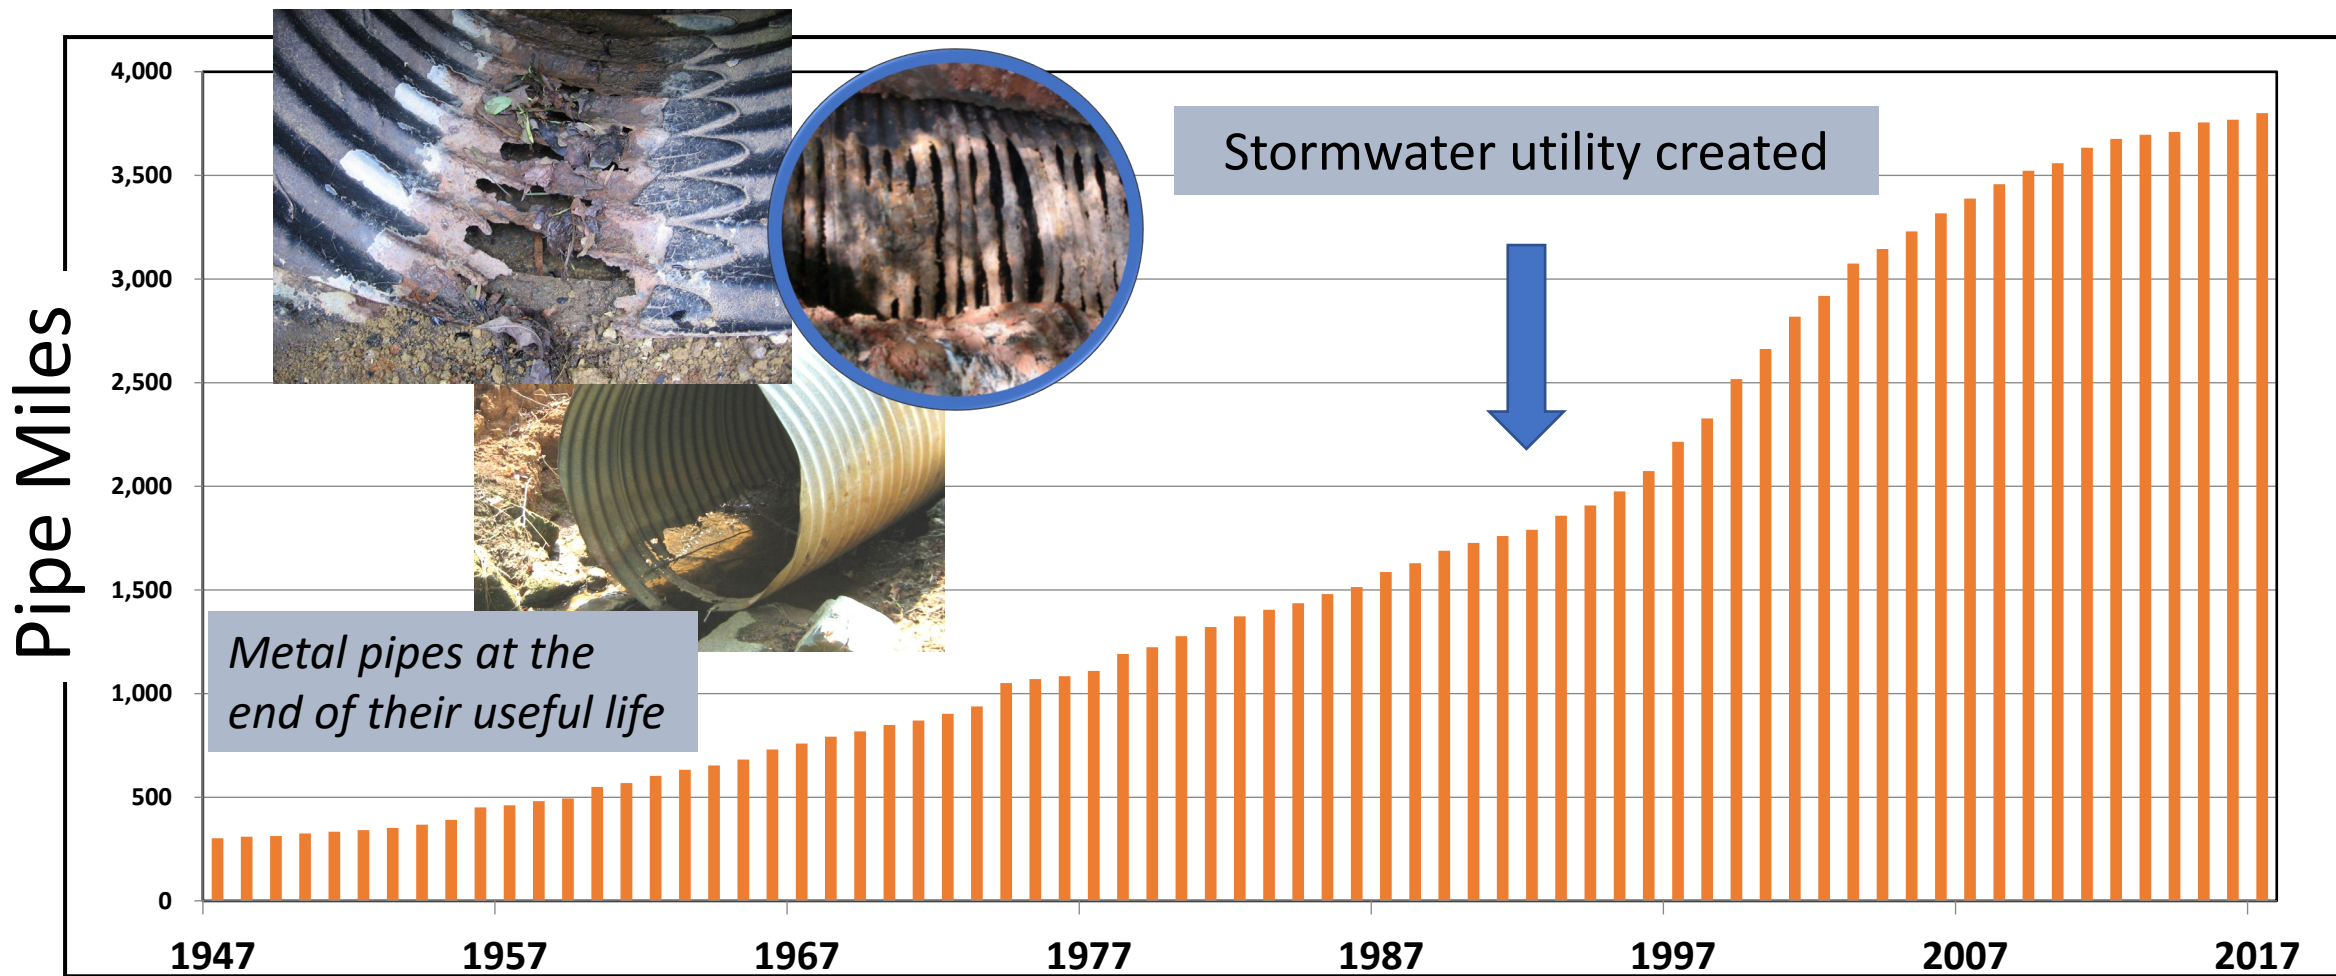 Pipe Miles
4,000
3,500
3,000
2,500
2,000
1,500
1,000
500
0
Stormwater utility created
Metal pipes at the
end of their useful life
1947 1957 1967 1977 1987 1997 2007 2017